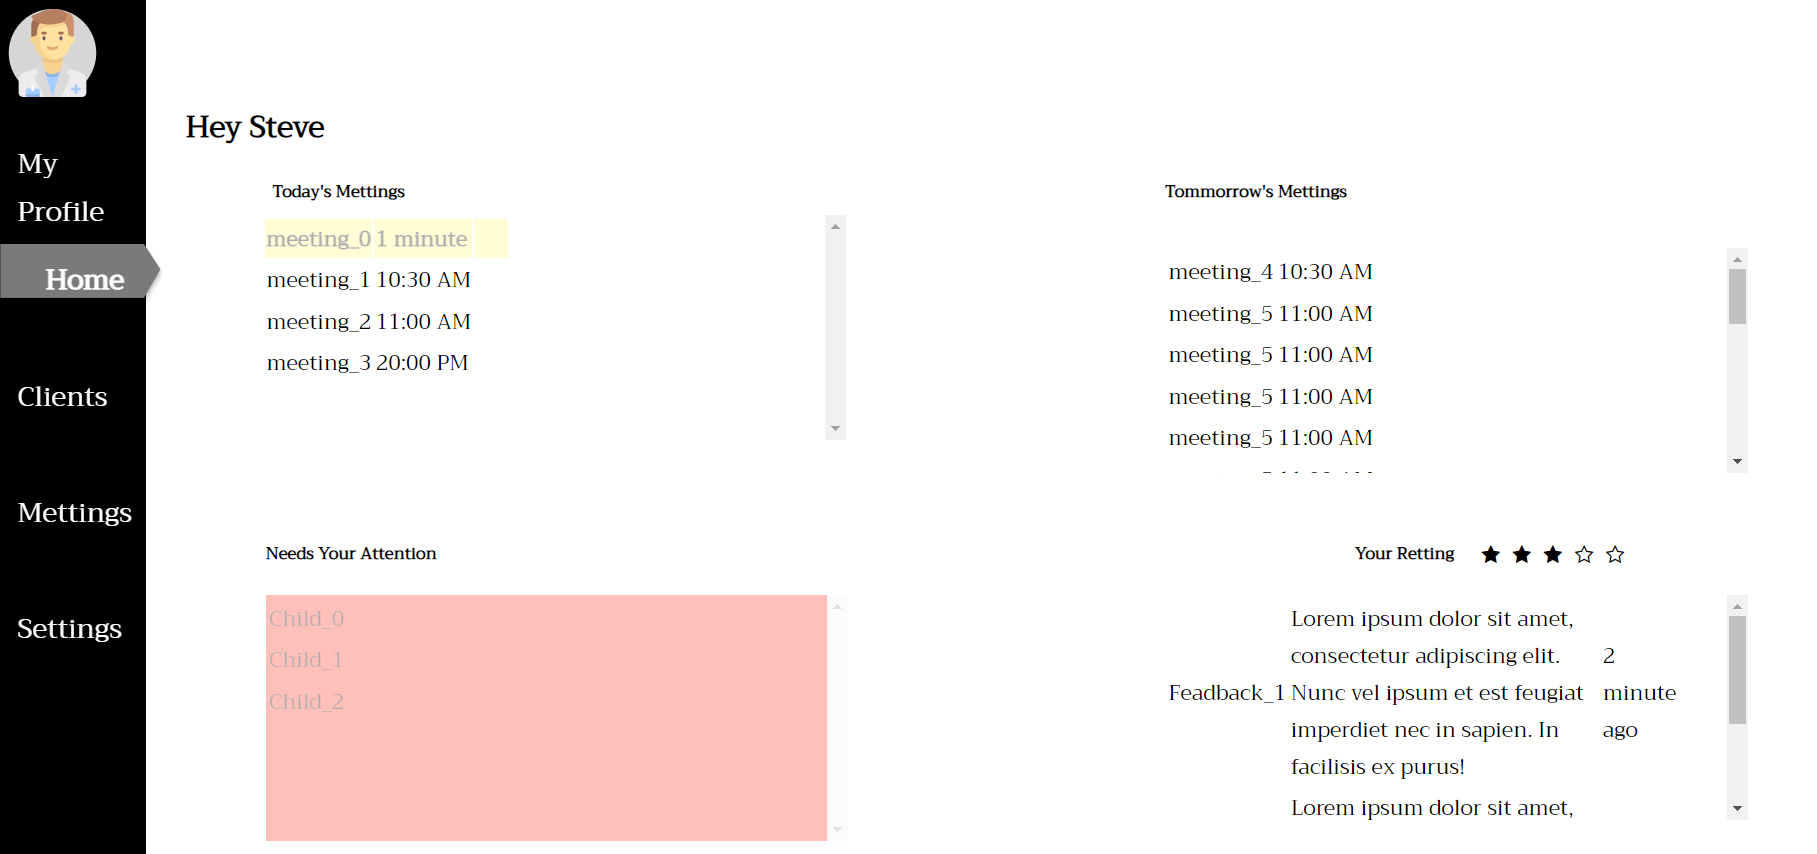 My
Profile
Home
Clients
Mettings
Settings
Hey Steve
Today's Mettings
meeting_0 1 minute
meeting_1 10:30 AM
meeting_2 11:00 AM
meeting_3 20:00 PM
Tommorrow's Mettings
meeting_4 10:30 AM
meeting_5 11:00 AM
meeting_5 11:00 AM
meeting_5 11:00 AM
meeting_5 11:00 AM
Needs Your Attention
Child_0
Child_1
Child_2
Your Retting
Feadback_1
Lorem ipsum dolor sit amet,
consectetur adipiscing elit.
Nunc vel ipsum et est feugiat
imperdiet nec in sapien. In
facilisis ex purus!
2
minute
ago
Lorem ipsum dolor sit amet,